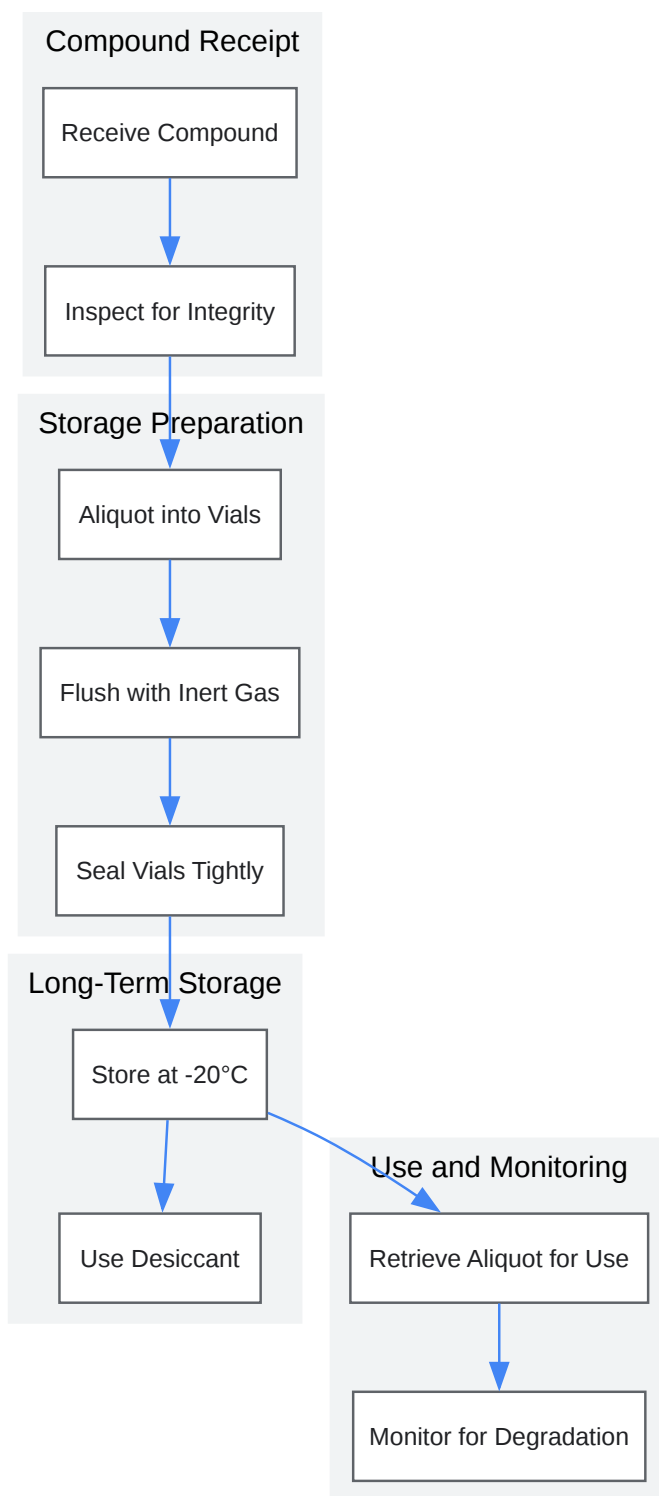 Compound Receipt
Receive Compound
Inspect for Integrity
Storage Preparation
Aliquot into Vials
Flush with Inert Gas
Seal Vials Tightly
Long-Term Storage
Store at -20°C
Use Desiccant
Use and Monitoring
Retrieve Aliquot for Use
Monitor for Degradation